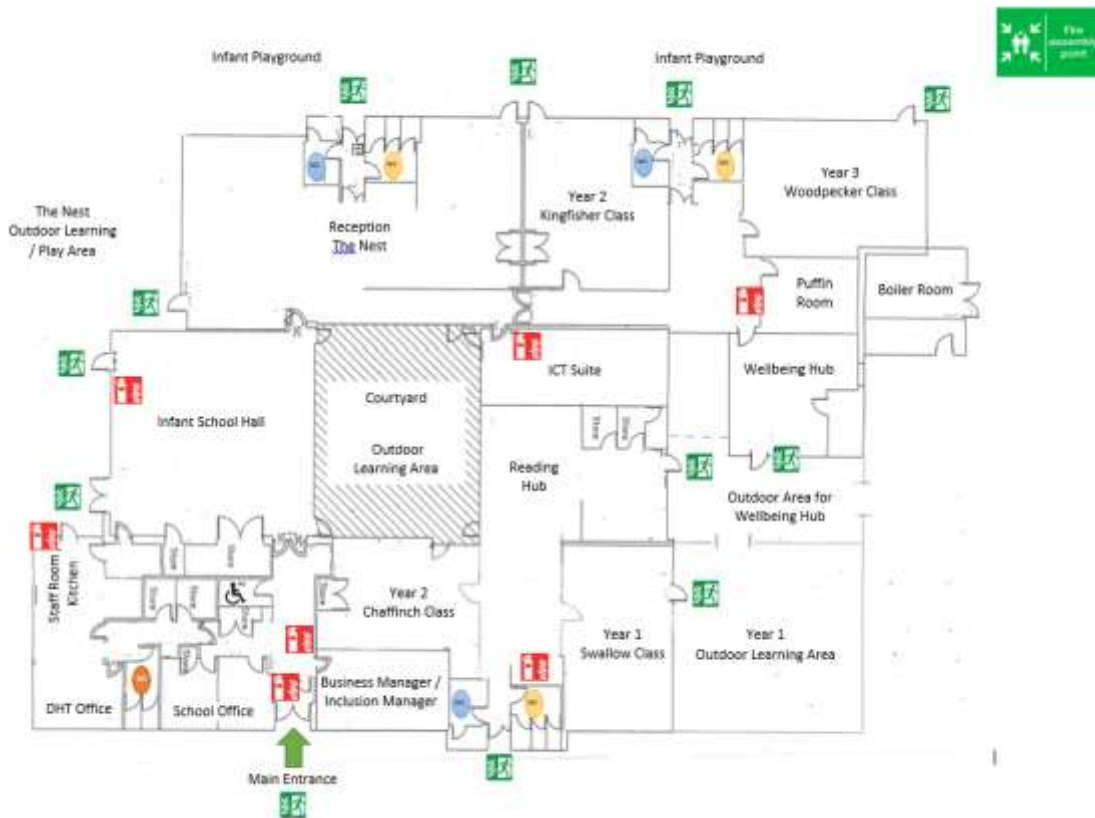 Fire
assembly
point
Infant Playground
Infant Playground
Year 3
Woodpecker Class
Year 2
Kingfisher Class
The Nest
Outdoor Learning
/ Play Area
Reception
The Nest
Puffin
Room
Boiler Room
ICT Suite
Wellbeing Hub
Courtyard
Infant School Hall
Outdoor
Learning Area
Store
Store
Reading
Hub
Outdoor Area for
Wellbeing Hub
Staff Room
Kitchen
Store
Store
Store
Store
Store
Store
Store
Year 2
Chaffinch Class
Year 1
Swallow Class
Year 1
Outdoor Learning Area
Business Manager /
Inclusion Manager
DHT Office
School Office
Main Entrance